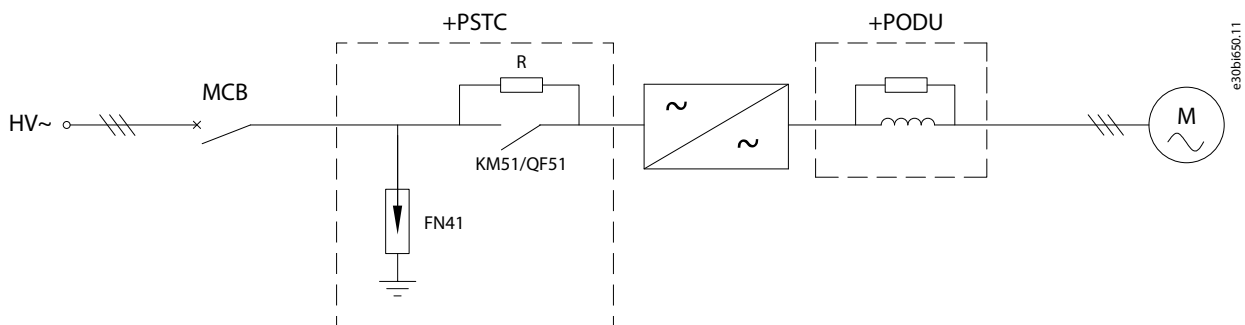 +PSTC
+PODU
R
MCB
HV~
KM51/QF51
FN41
~
~
M
e30bi650.11